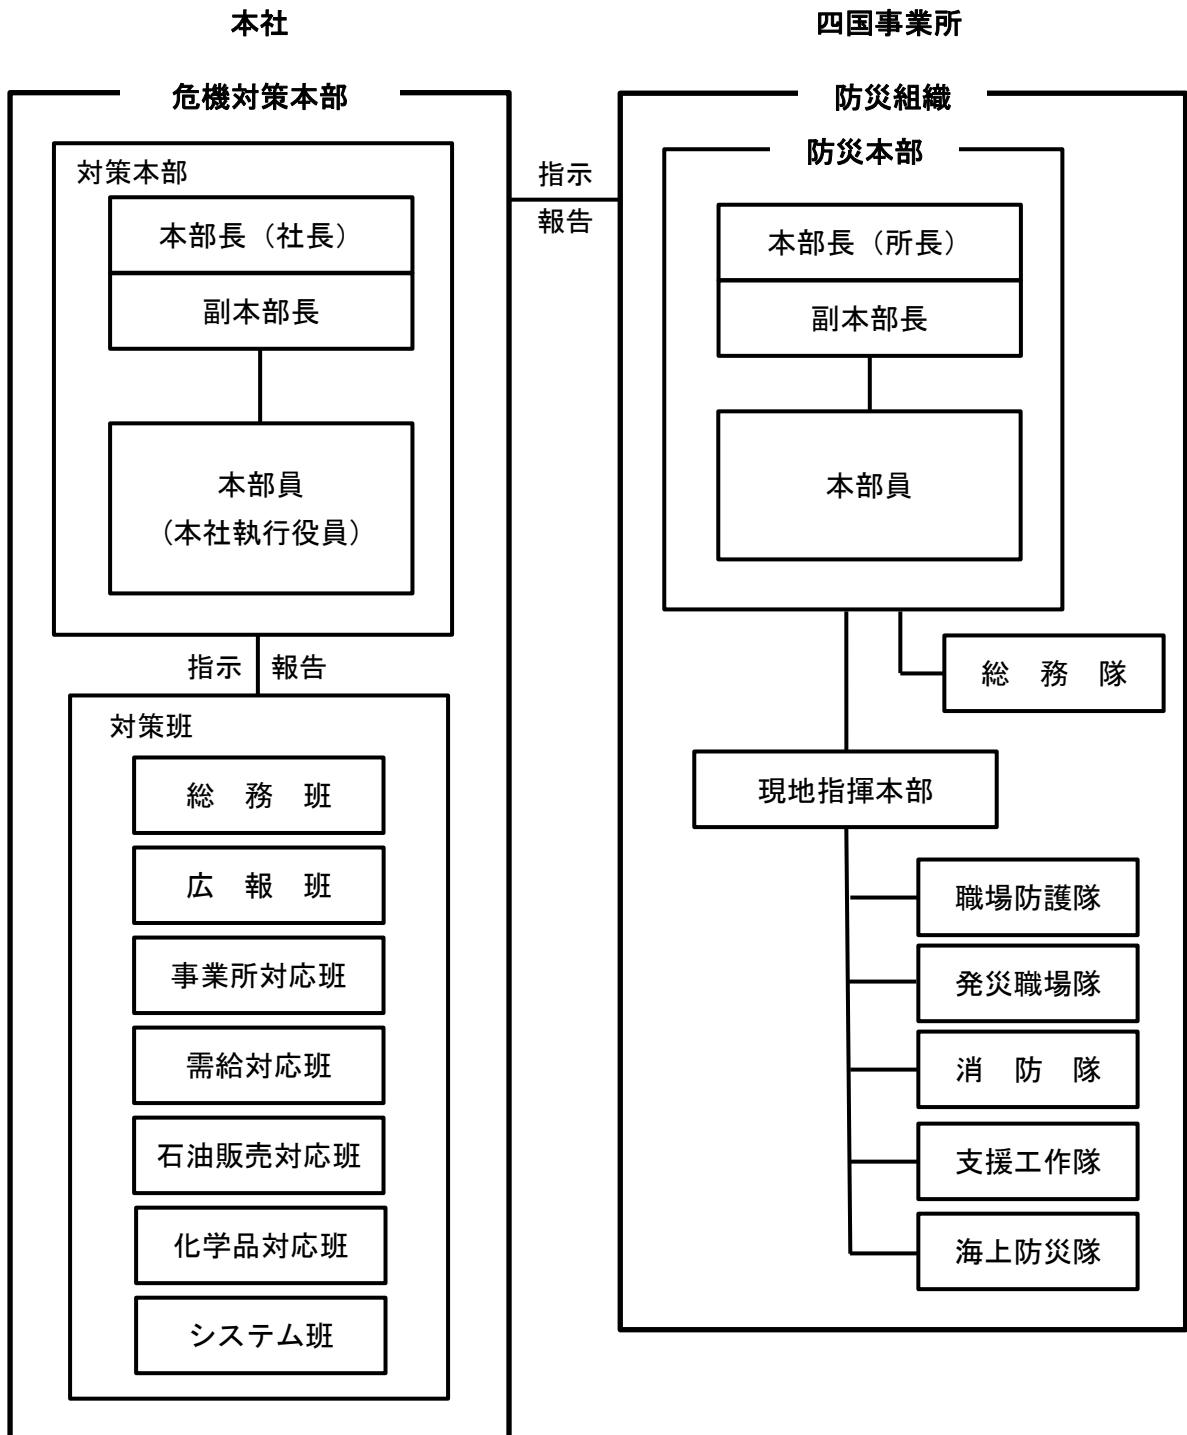 本社
危機対策本部
対策本部
本部長（社長）
副本部長
本部員
（本社執行役員）
指示
報告
対策班
総　務　班
広　報　班
事業所対応班
需給対応班
石油販売対応班
化学品対応班
システム班
指示
報告
四国事業所
防災組織
防災本部
本部長（所長）
副本部長
本部員
総　務　隊
現地指揮本部
職場防護隊
発災職場隊
消　防　隊
支援工作隊
海上防災隊